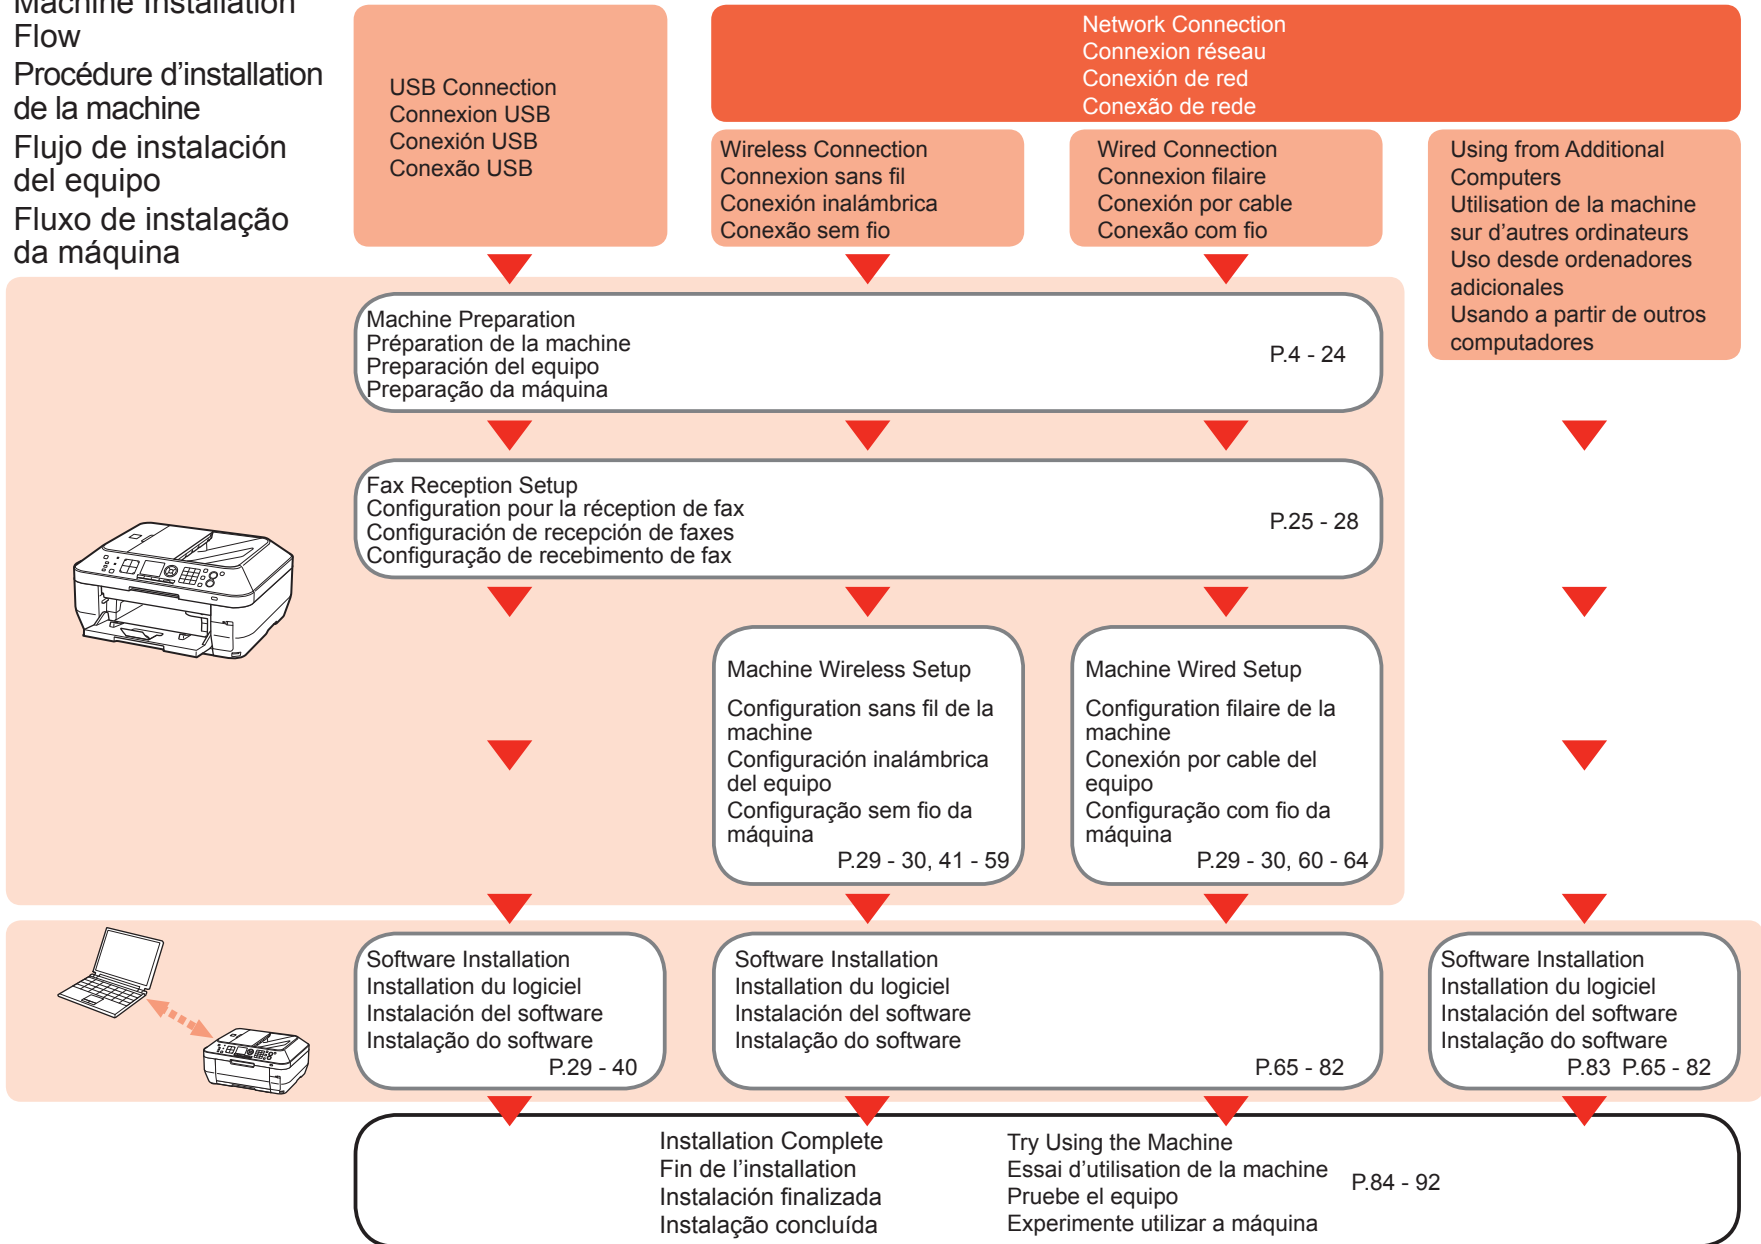 Machine Installation
Flow
Procédure d'installation
de la machine
Flujo de instalación
del equipo
Fluxo de instalação
da máquina
USB Connection
Connexion USB
Conexión USB
Conexão USB
Network Connection
Connexion réseau
Conexión de red
Conexão de rede
Wireless Connection
Connexion sans fil
Conexión inalámbrica
Conexão sem fio
Wired Connection
Connexion filaire
Conexión por cable
Conexão com fio
Using from Additional
Computers
Utilisation de la machine
sur d'autres ordinateurs
Uso desde ordenadores
adicionales
Usando a partir de outros
computadores
Machine Preparation
Préparation de la machine
Preparación del equipo
Preparação da máquina
P.4 - 24
Fax Reception Setup
Configuration pour la réception de fax
Configuración de recepción de faxes
Configuração de recebimento de fax
P.25 - 28
Machine Wireless Setup
Configuration sans fil de la
machine
Configuración inalámbrica
del equipo
Configuração sem fio da
máquina
P.29 - 30, 41 - 59
Machine Wired Setup
Configuration filaire de la
machine
Conexión por cable del
equipo
Configuração com fio da
máquina
P.29 - 30, 60 - 64
Software Installation
Installation du logiciel
Instalación del software
Instalação do software
P.29 - 40
Software Installation
Installation du logiciel
Instalación del software
Instalação do software
P.65 - 82
Software Installation
Installation du logiciel
Instalación del software
Instalação do software
P.83 P.65 - 82
Installation Complete
Fin de l'installation
Instalación finalizada
Instalação concluída
Try Using the Machine
Essai d'utilisation de la machine
Pruebe el equipo
Experimente utilizar a máquina
P.84 - 92